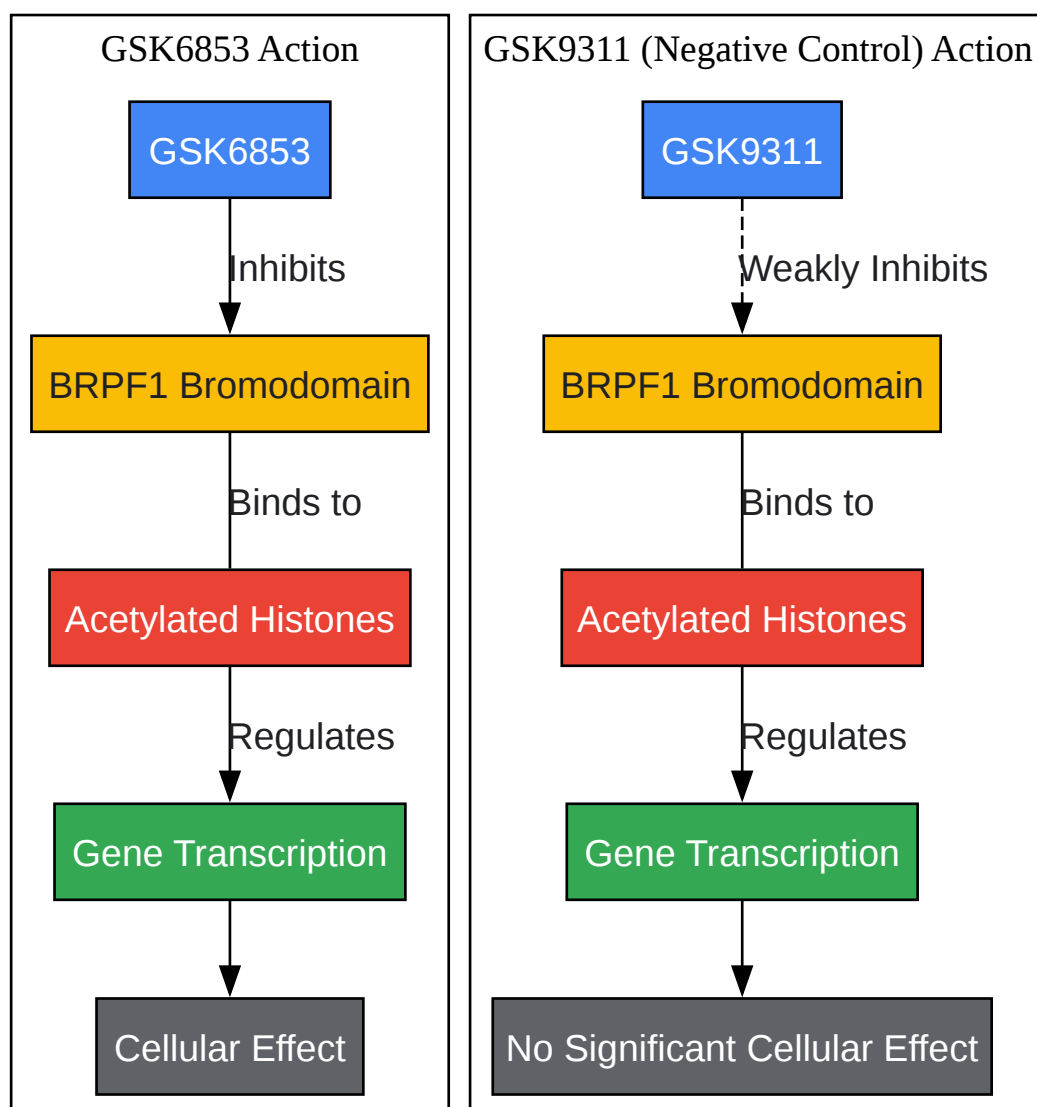 GSK6853 Action
GSK6853
Inhibits
BRPF1 Bromodomain
Binds to
Acetylated Histones
Regulates
Gene Transcription
Cellular Effect
GSK9311 (Negative Control) Action
GSK9311
Weakly Inhibits
BRPF1 Bromodomain
Binds to
Acetylated Histones
Regulates
Gene Transcription
No Significant Cellular Effect